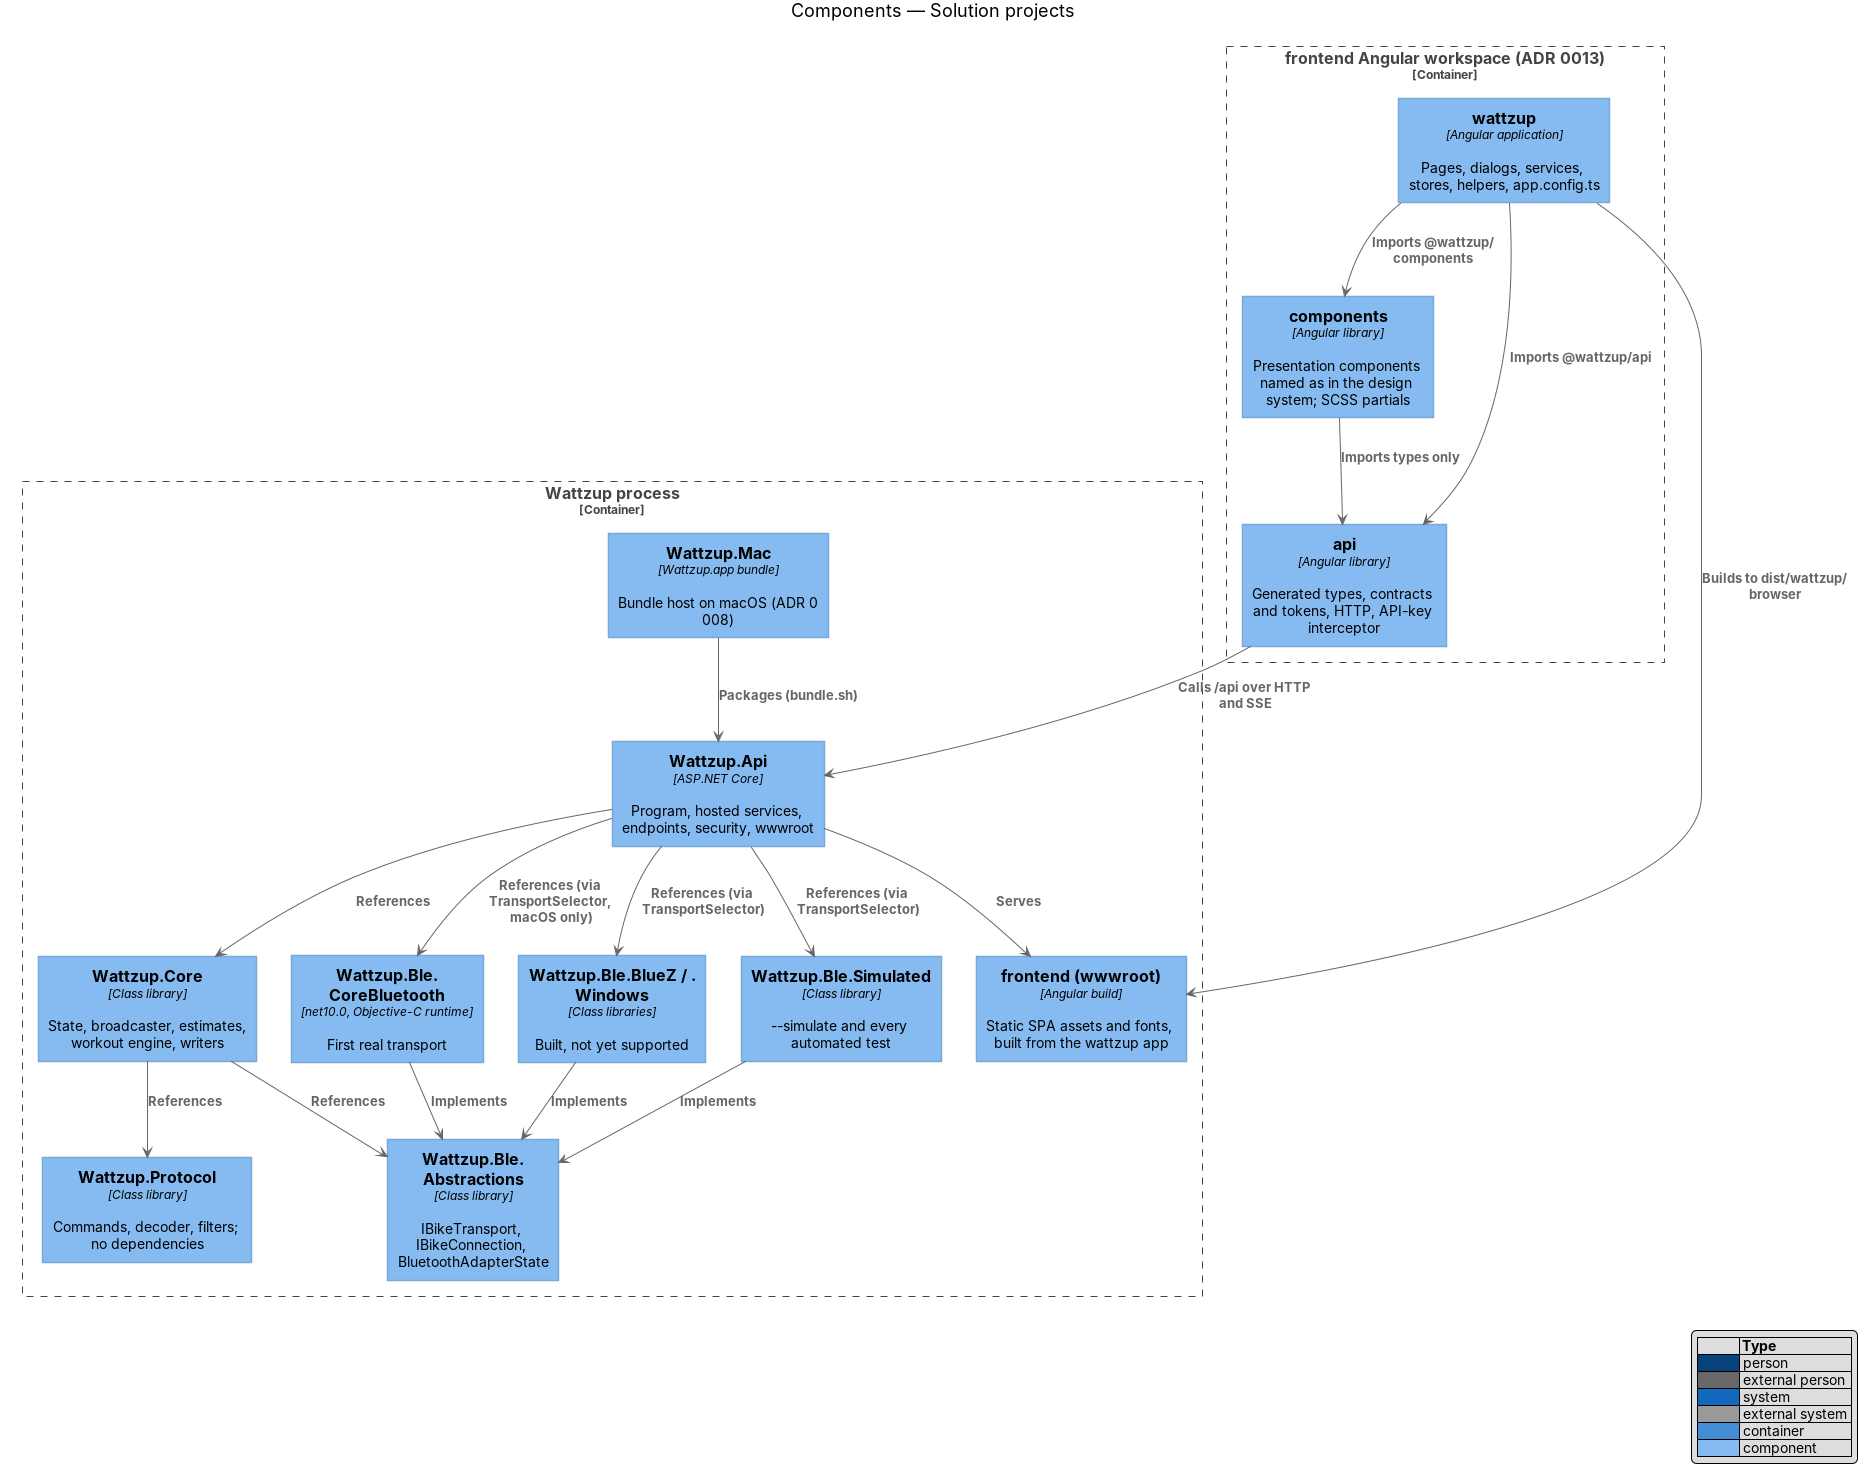 Components — Solution projects
frontend Angular workspace (ADR 0013)
[Container]
wattzup
[Angular application]
Pages, dialogs, services,
stores, helpers, app.config.ts
Imports @wattzup/
components
components
[Angular library]
Presentation components
named as in the design
system; SCSS partials
Imports @wattzup/api
Imports types only
api
[Angular library]
Generated types, contracts
and tokens, HTTP, API-key
interceptor
Builds to dist/wattzup/
browser
Wattzup process
[Container]
Wattzup.Mac
[Wattzup.app bundle]
Bundle host on macOS (ADR 0
008)
Packages (bundle.sh)
Calls /api over HTTP
and SSE
Wattzup.Api
[ASP.NET Core]
Program, hosted services,
endpoints, security, wwwroot
References
References (via
TransportSelector,
macOS only)
References (via
TransportSelector)
References (via
TransportSelector)
Serves
Wattzup.Core
[Class library]
State, broadcaster, estimates,
workout engine, writers
Wattzup.Ble.
CoreBluetooth
[net10.0, Objective-C runtime]
First real transport
Wattzup.Ble.BlueZ / .
Windows
[Class libraries]
Built, not yet supported
Wattzup.Ble.Simulated
[Class library]
--simulate and every
automated test
frontend (wwwroot)
[Angular build]
Static SPA assets and fonts,
built from the wattzup app
References
References
Implements
Implements
Implements
Wattzup.Protocol
[Class library]
Commands, decoder, filters;
no dependencies
Wattzup.Ble.
Abstractions
[Class library]
IBikeTransport,
IBikeConnection,
BluetoothAdapterState
Type
person
external person
system
external system
container
component